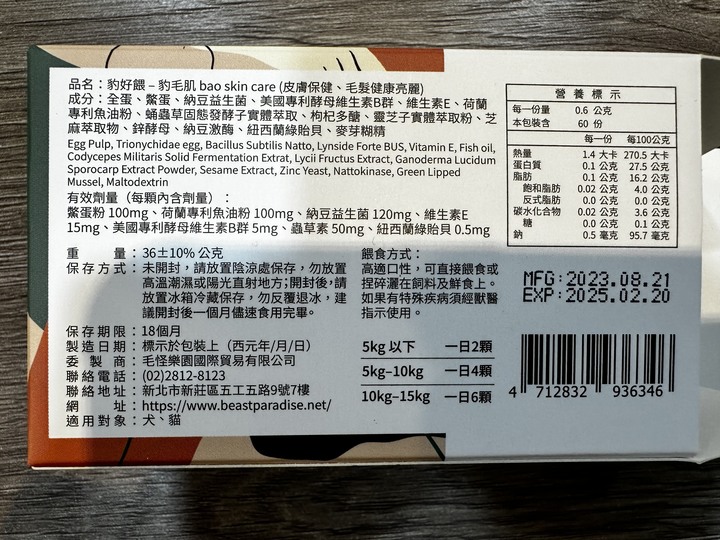 品名：豹好餵 – 豹毛肌 bao skin care (皮膚保健、毛髮健康亮麗)
成分：全蛋、鱉蛋、納豆益生菌、美國專利酵母維生素B群、維生素E、荷蘭
專利魚油粉、蛹蟲草固態發酵子實體萃取、枸杞多醣、靈芝子實體萃取粉、芝
麻萃取物、鋅酵母、納豆激酶、紐西蘭綠貽貝、麥芽糊精
Egg Pulp, Trionychidae egg, Bacillus Subtilis Natto, Lynside Forte BUS, Vitamin E, Fish oil,
Codycepes Militaris Solid Fermentation Extrat, Lycii Fructus Extract, Ganoderma Lucidum
Sporocarp Extract Powder, Sesame Extract, Zinc Yeast, Nattokinase, Green Lipped
Mussel, Maltodextrin
有效劑量（每顆內含劑量）：
鱉蛋粉 100mg、荷蘭專利魚油粉 100mg、納豆益生菌 120mg、維生素E
15mg、美國專利酵母維生素B群 5mg、蟲草素 50mg、紐西蘭綠貽貝 0.5mg
重量：36±10% 公克
保存方式：未開封，請放置陰涼處保存，勿放置
高溫潮濕或陽光直射地方；開封後，請
放置冰箱冷藏保存，勿反覆退冰，建
議開封後一個月儘速食用完畢。
保存期限：18個月
製造日期：標示於包裝上（西元年/月/日）
委製商：毛怪樂園國際貿易有限公司
聯絡電話：(02)2812-8123
聯絡地址：新北市新莊區五工五路9號7樓
網址：https://www.beastparadise.net/
適用對象：犬、貓
餵食方式：
高適口性，可直接餵食或
捏碎灑在飼料及鮮食上。
如果有特殊疾病須經獸醫
指示使用。
5kg 以下 一日2顆
5kg–10kg 一日4顆
10kg–15kg 一日6顆
營養標示
每一份量 0.6 公克
本包裝含 60 份
每一份 每100公克
熱量 1.4 大卡 270.5 大卡
蛋白質 0.1 公克 27.5 公克
脂肪 0.1 公克 16.2 公克
飽和脂肪 0.02 公克 4.0 公克
反式脂肪 0.0 公克 0.0 公克
碳水化合物 0.02 公克 3.6 公克
糖 0.0 公克 0.1 公克
鈉 0.5 毫克 95.7 毫克
MFG:2023.08.21
EXP:2025.02.20
4 712832 936346